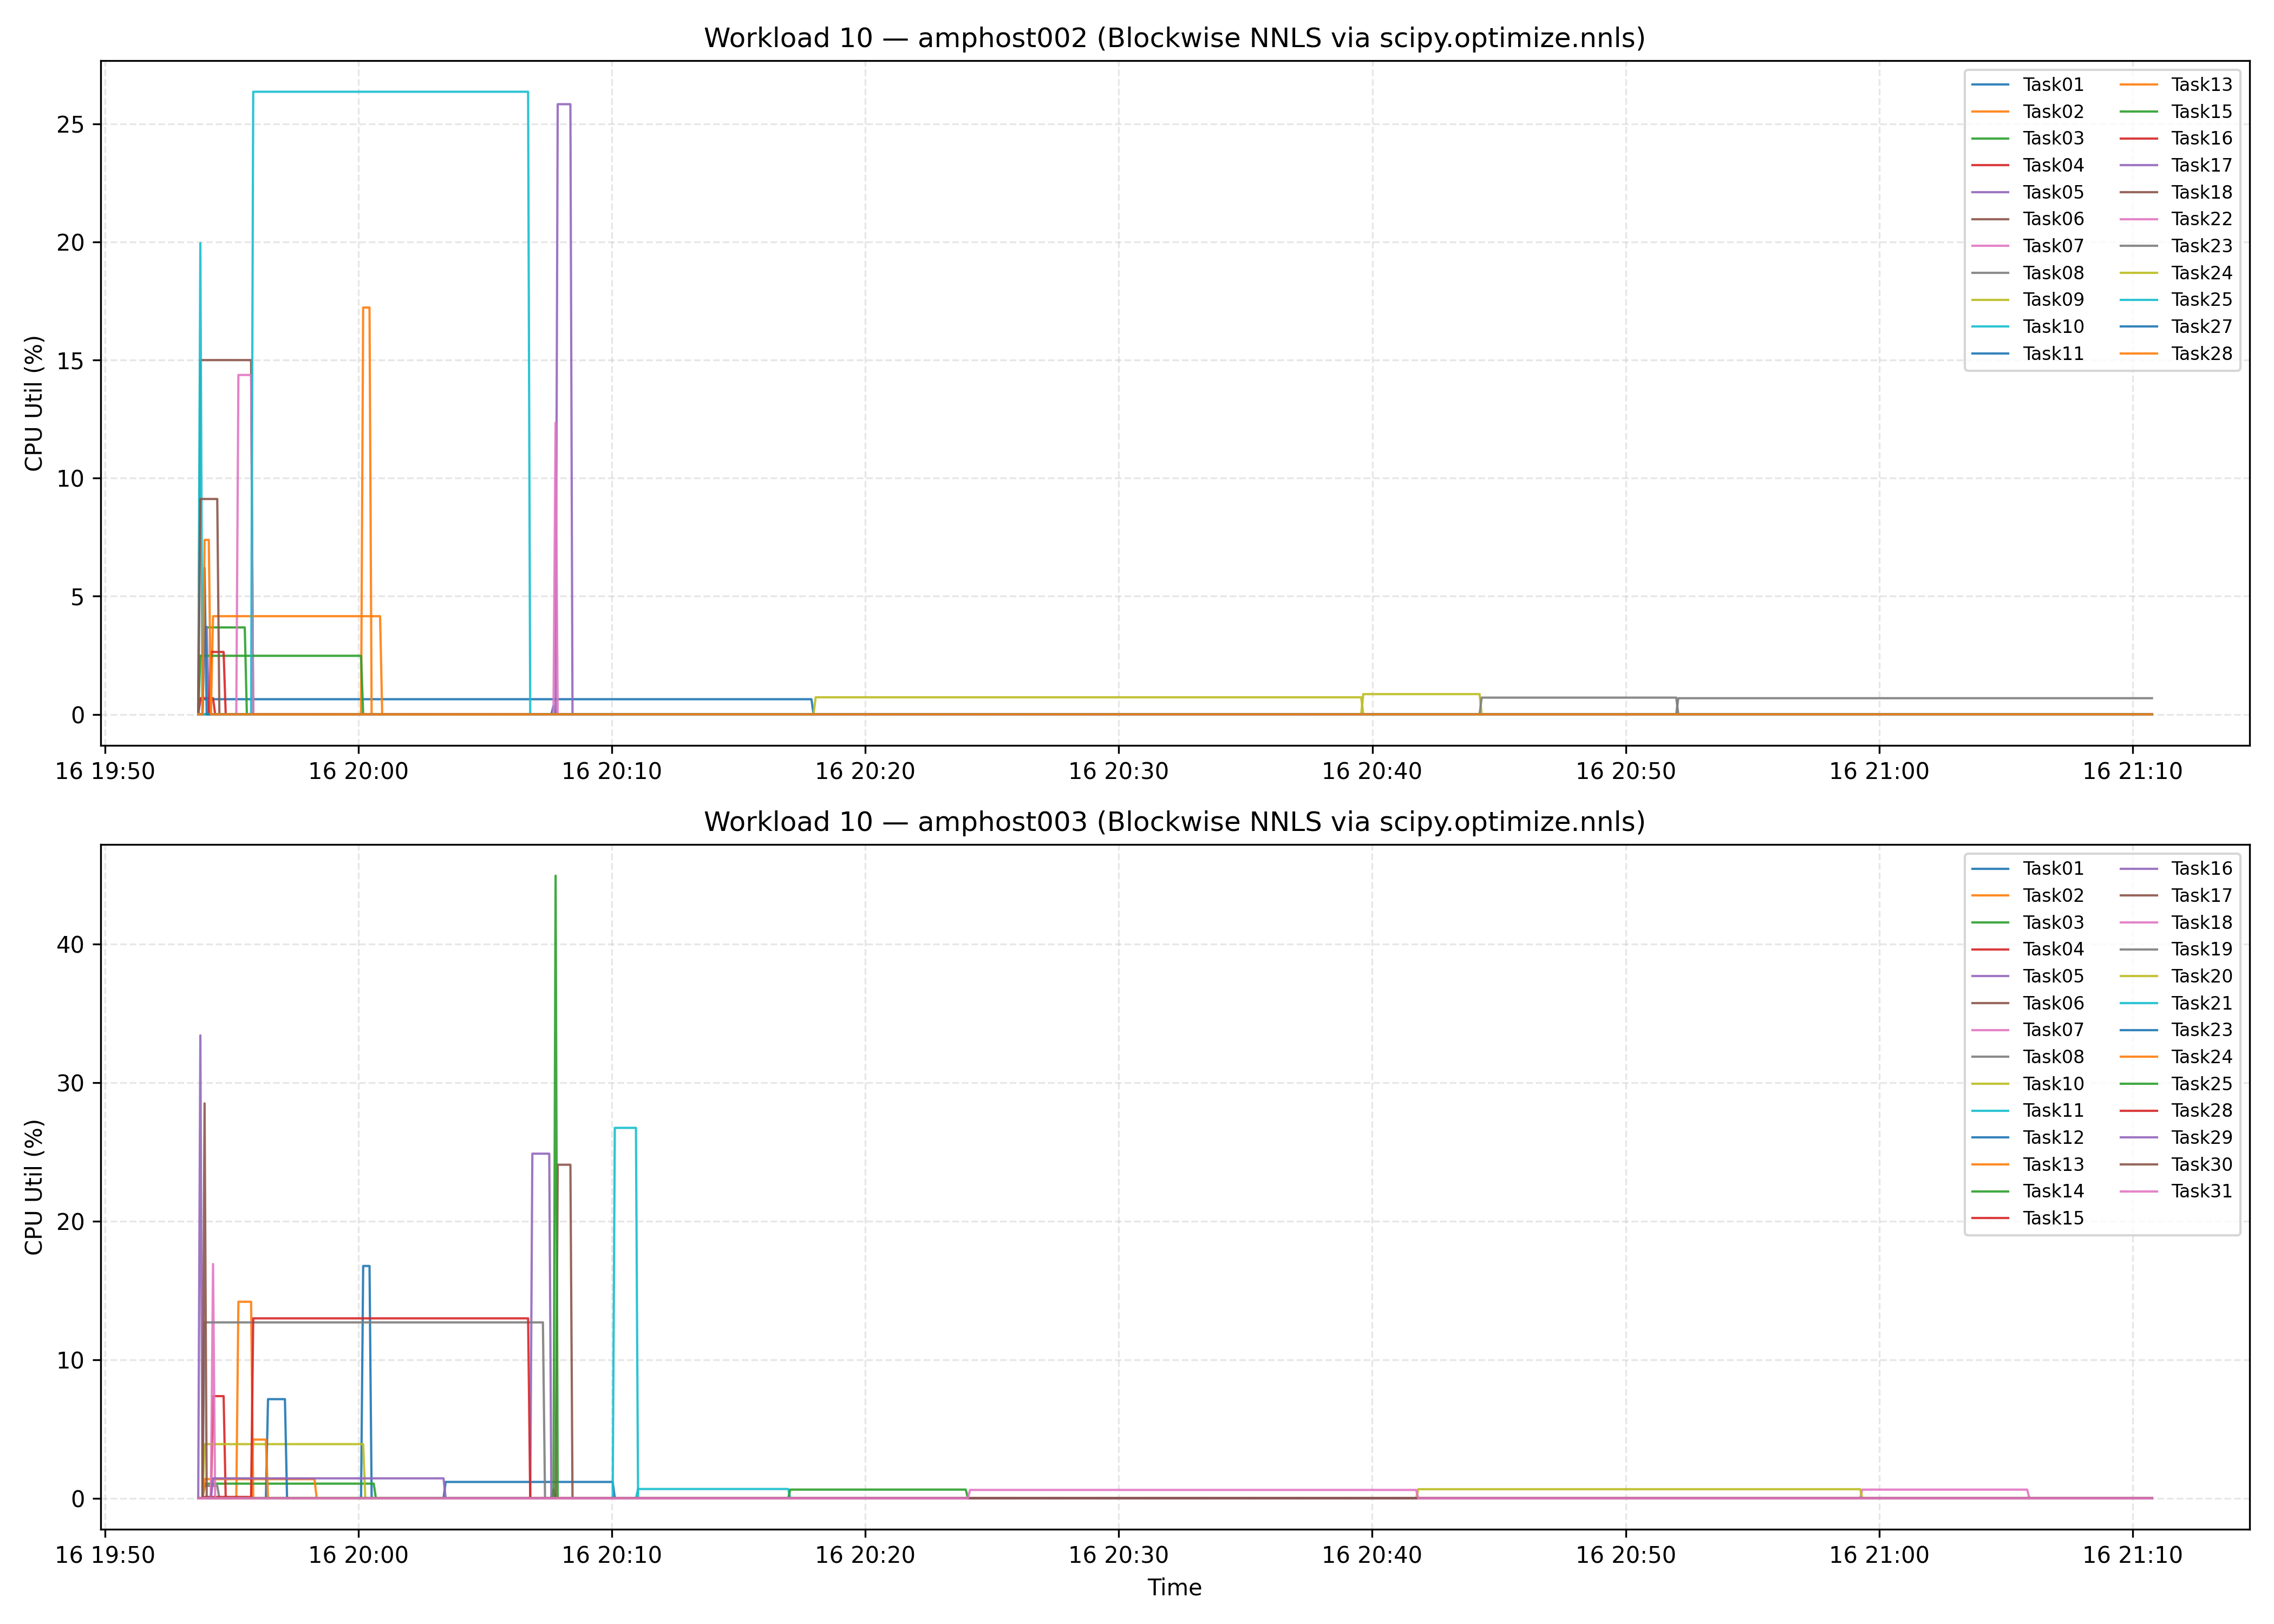 Workload 10 — amphost002 (Blockwise NNLS via scipy.optimize.nnls)
CPU Util (%)
25
20
15
10
5
0
16 19:50 16 20:00 16 20:10 16 20:20 16 20:30 16 20:40 16 20:50 16 21:00 16 21:10
Task01 Task13
Task02 Task15
Task03 Task16
Task04 Task17
Task05 Task18
Task06 Task22
Task07 Task23
Task08 Task24
Task09 Task25
Task10 Task27
Task11 Task28
Workload 10 — amphost003 (Blockwise NNLS via scipy.optimize.nnls)
CPU Util (%)
40
30
20
10
0
16 19:50 16 20:00 16 20:10 16 20:20 16 20:30 16 20:40 16 20:50 16 21:00 16 21:10
Time
Task01 Task16
Task02 Task17
Task03 Task18
Task04 Task19
Task05 Task20
Task06 Task21
Task07 Task23
Task08 Task24
Task10 Task25
Task11 Task28
Task12 Task29
Task13 Task30
Task14 Task31
Task15